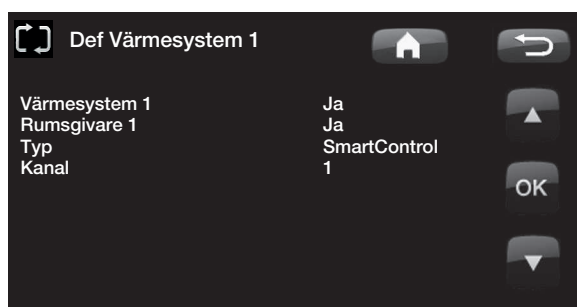 Def Värmesystem 1
Värmesystem 1 Ja
Rumsgivare 1 Ja
Typ SmartControl
Kanal 1
OK